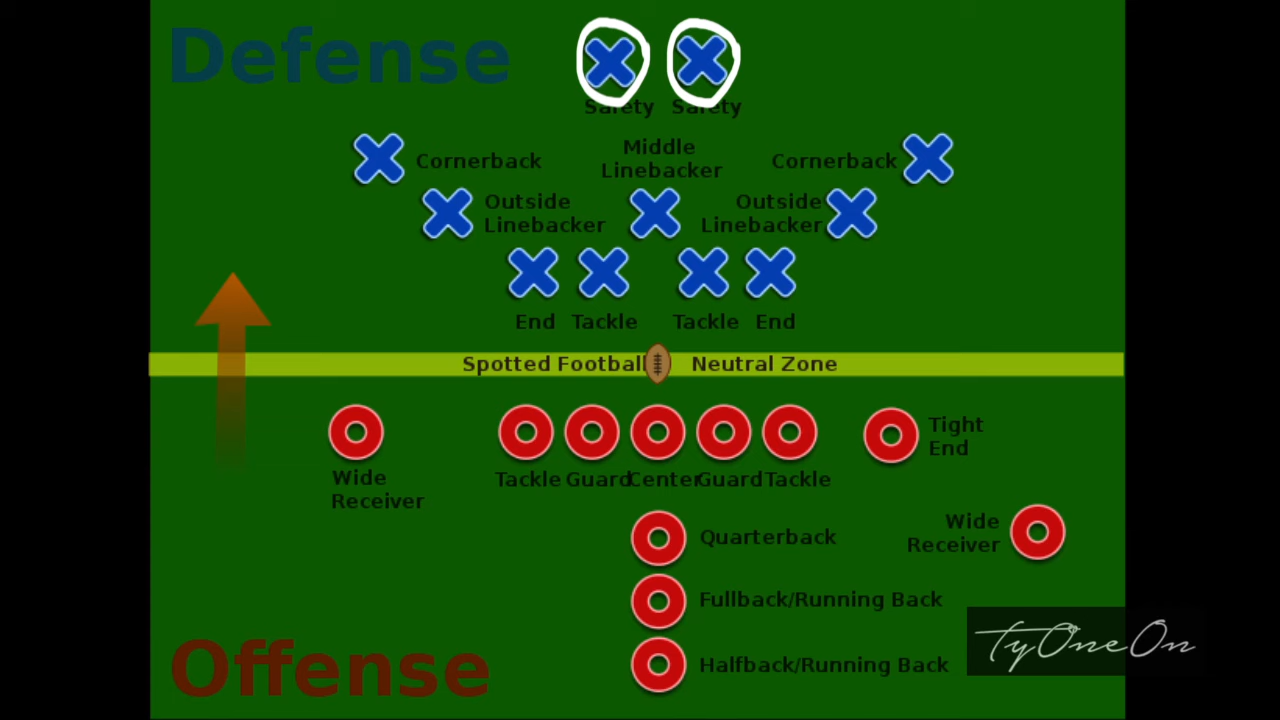 Defense
Safety Safety
Cornerback
Middle
Linebacker
Cornerback
Outside
Linebacker
Outside
Linebacker
End Tackle Tackle End
Spotted Football Neutral Zone
Tight
End
Wide
Receiver
Tackle Guard Center Guard Tackle
Quarterback
Wide
Receiver
Fullback/Running Back
Halfback/Running Back
Offense
TyOneOn